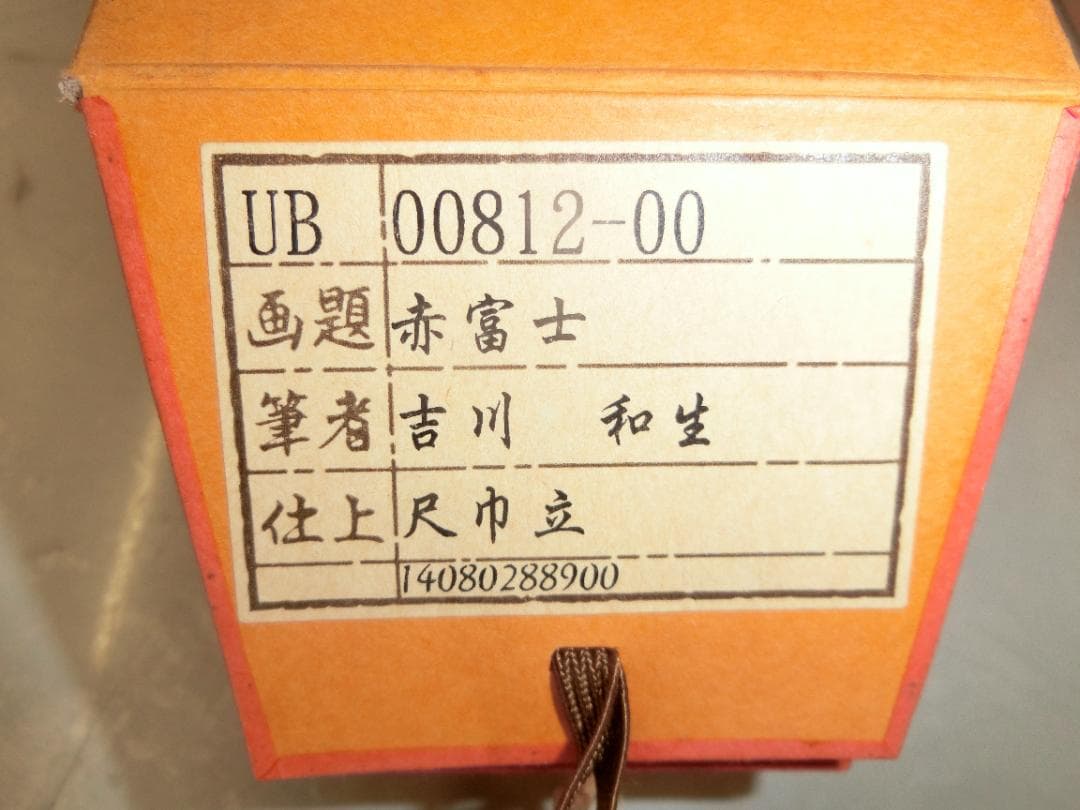 UB 00812-00
画題 赤富士
筆者 吉川 和生
仕上 尺巾立
14080288900